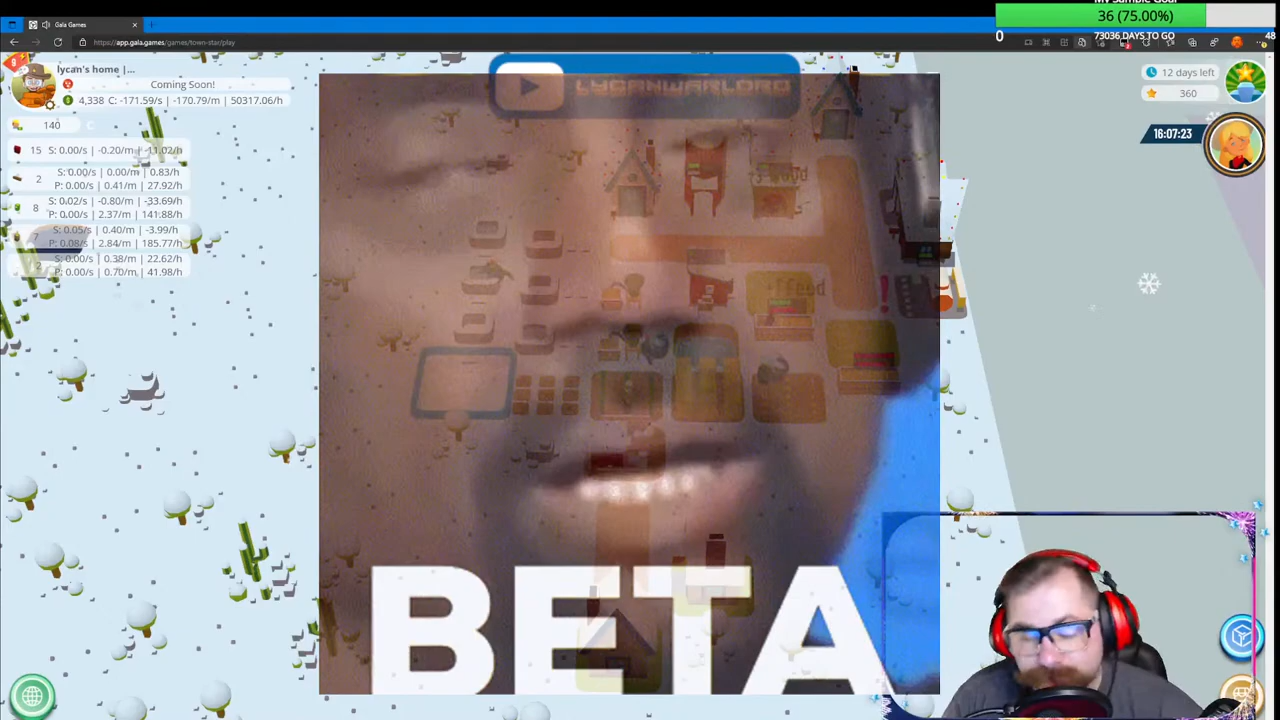 My Sample Goal
36 (75.00%)
0
73036 DAYS TO GO
48
Gala Games
https://app.gala.games/games/town-star/play
9
lycan's home |...
Coming Soon!
4,338 C: -171.59/s | -170.79/m | 50317.06/h
140
15 S: 0.00/s | -0.20/m | -11.02/h
2 S: 0.00/s | 0.00/m | 0.83/h
P: 0.00/s | 0.41/m | 27.92/h
8 S: 0.02/s | -0.80/m | -33.69/h
P: 0.00/s | 2.37/m | 141.88/h
7 S: 0.05/s | 0.40/m | -3.99/h
P: 0.08/s | 2.84/m | 185.77/h
2 S: 0.00/s | 0.38/m | 22.62/h
P: 0.00/s | 0.70/m | 41.98/h
12 days left
360
16:07:23
LYCANWARLORD
BETA